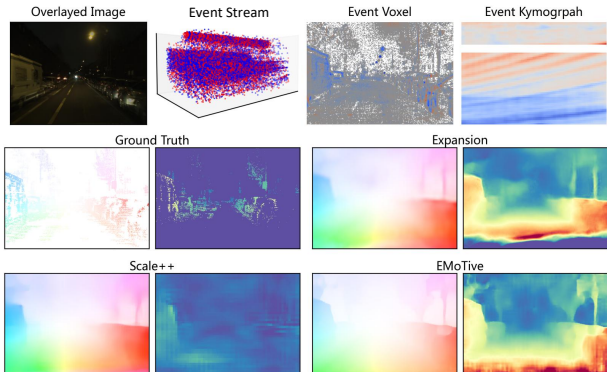 Overlayed Image
Event Stream
Event Voxel
Event Kymogrpah
Ground Truth
Expansion
Scale++
EMoTive